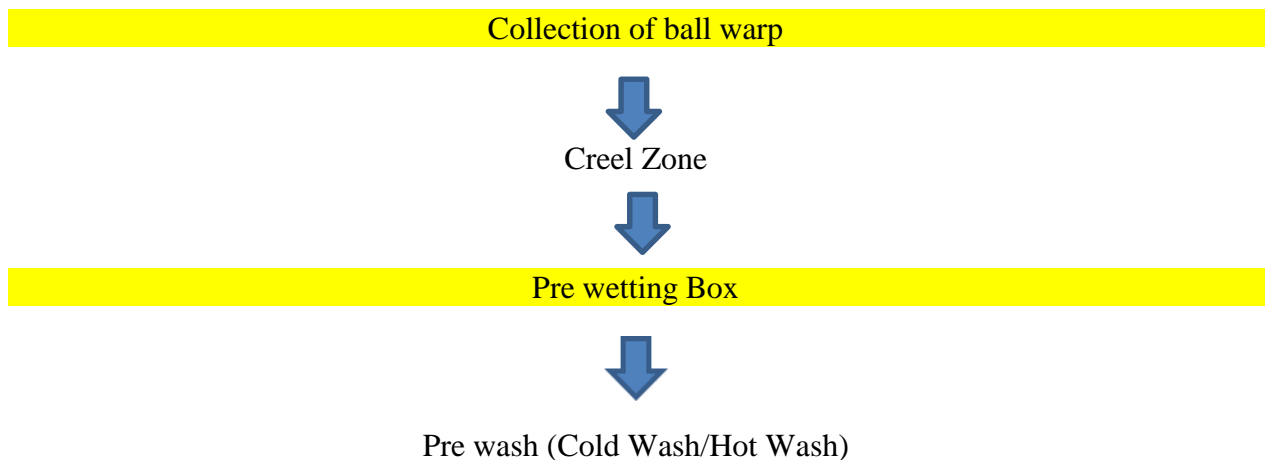 Collection of ball warp
Creel Zone
Pre wetting Box
Pre wash (Cold Wash/Hot Wash)